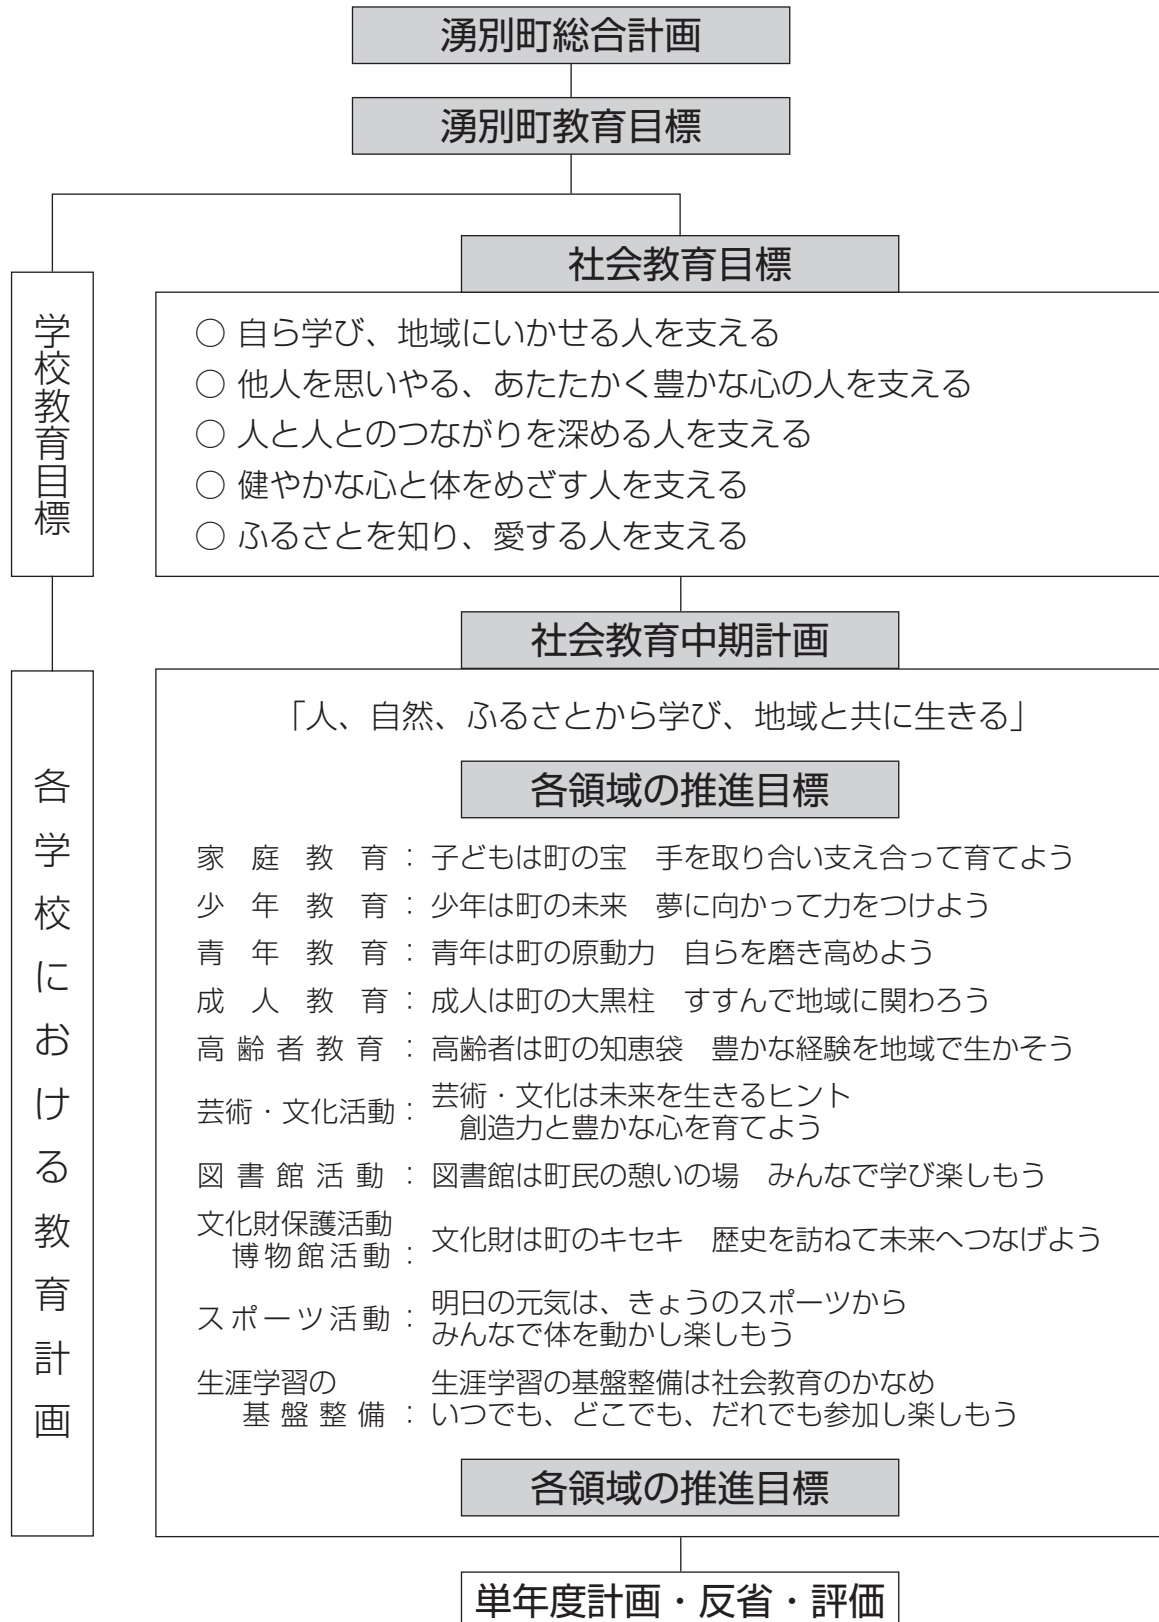 湧別町総合計画
湧別町教育目標
学校教育目標
社会教育目標
○ 自ら学び、地域にいかせる人を支える
○ 他人を思いやる、あたたかく豊かな心の人を支える
○ 人と人とのつながりを深める人を支える
○ 健やかな心と体をめざす人を支える
○ ふるさとを知り、愛する人を支える
各学校における教育計画
社会教育中期計画
「人、自然、ふるさとから学び、地域と共に生きる」
各領域の推進目標
家庭教育：子どもは町の宝　手を取り合い支え合って育てよう
少年教育：少年は町の未来　夢に向かって力をつけよう
青年教育：青年は町の原動力　自らを磨き高めよう
成人教育：成人は町の大黒柱　すすんで地域に関わろう
高齢者教育：高齢者は町の知恵袋　豊かな経験を地域で生かそう
芸術・文化活動：芸術・文化は未来を生きるヒント
創造力と豊かな心を育てよう
図書館活動：図書館は町民の憩いの場　みんなで学び楽しもう
文化財保護活動
博物館活動：文化財は町のキセキ　歴史を訪ねて未来へつなげよう
スポーツ活動：明日の元気は、きょうのスポーツから
みんなで体を動かし楽しもう
生涯学習の　生涯学習の基盤整備は社会教育のかなめ
基盤整備：いつでも、どこでも、だれでも参加し楽しもう
各領域の推進目標
単年度計画・反省・評価